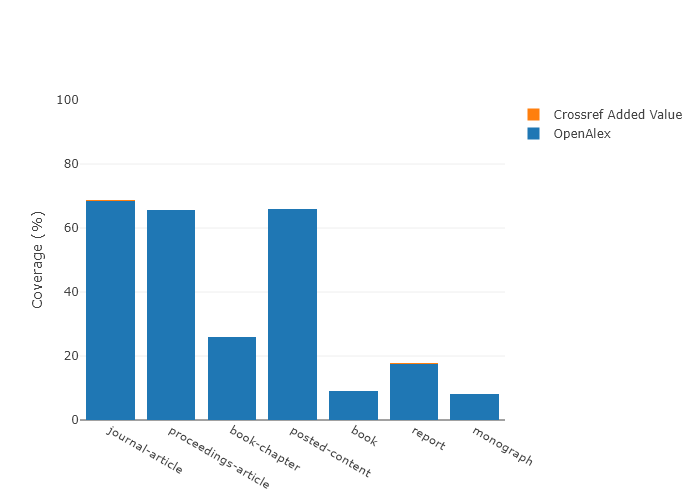 Crossref Added Value
OpenAlex
Coverage (%)
100
80
60
40
20
0
journal-article
proceedings-article
book-chapter
posted-content
book
report
monograph